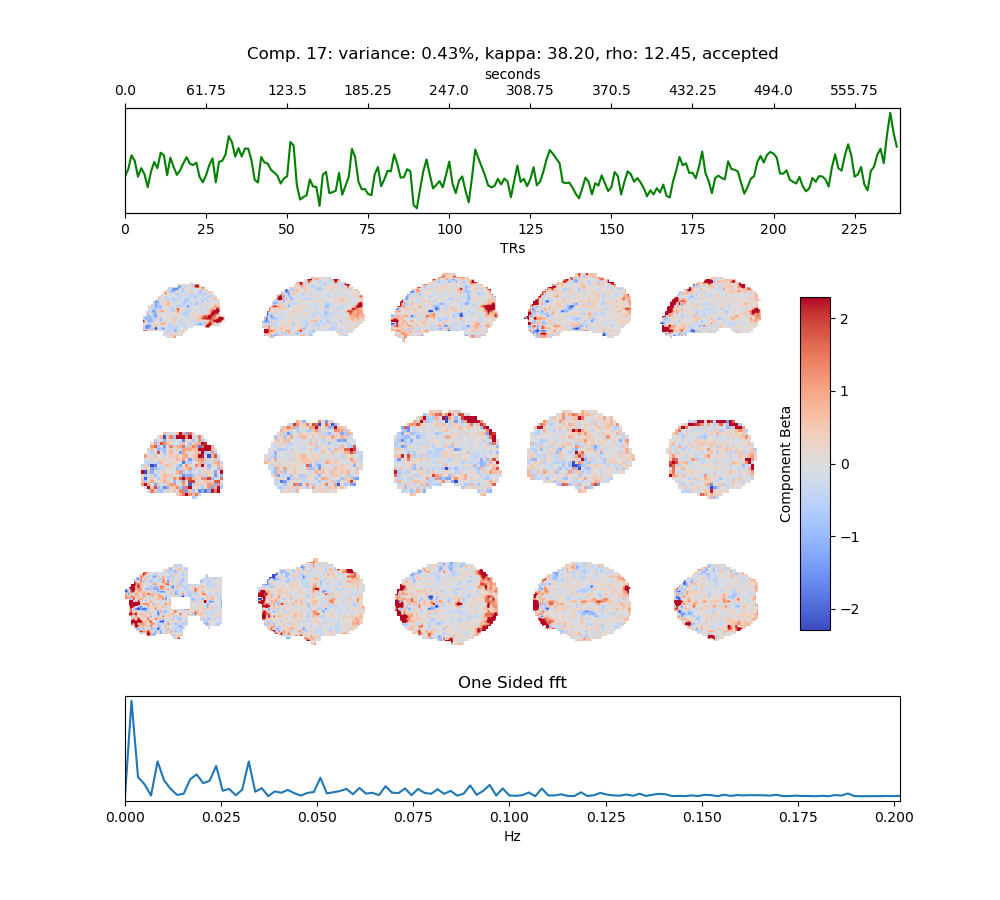 Comp. 17: variance: 0.43%, kappa: 38.20, rho: 12.45, accepted
seconds
0.0 61.75 123.5 185.25 247.0 308.75 370.5 432.25 494.0 555.75
0 25 50 75 100 125 150 175 200 225
TRs
2
1
0
−1
−2
Component Beta
One Sided fft
0.000 0.025 0.050 0.075 0.100 0.125 0.150 0.175 0.200
Hz